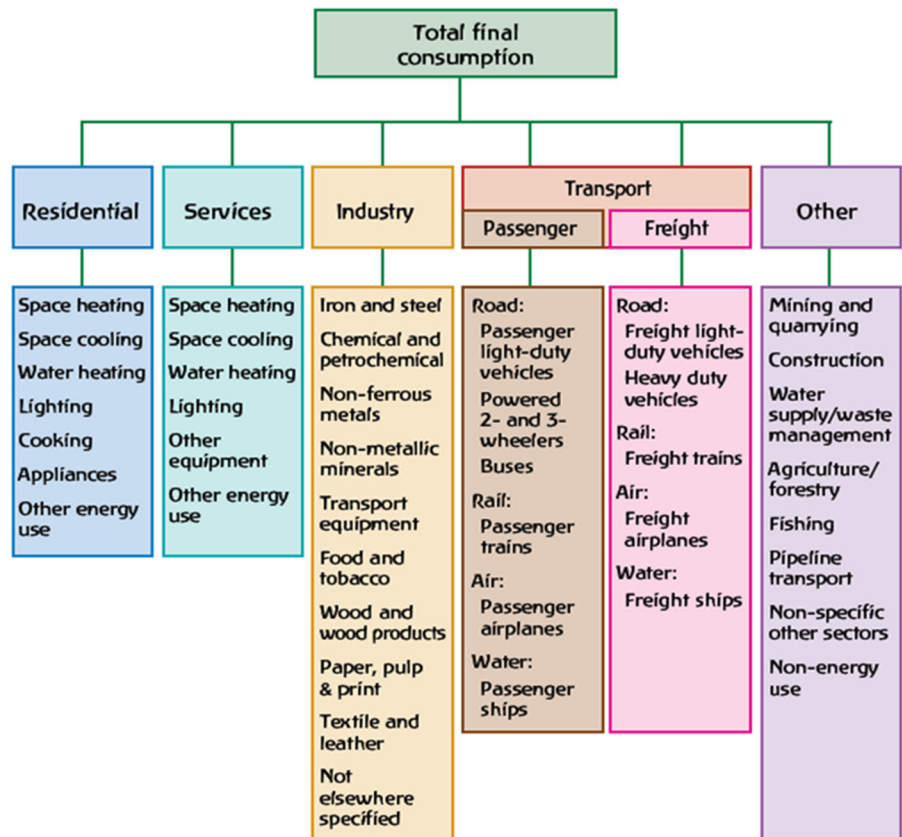 Total final
consumption
Residential
Services
Industry
Transport
Passenger
Freight
Other
Space heating
Space cooling
Water heating
Lighting
Cooking
Appliances
Other energy
use
Space heating
Space cooling
Water heating
Lighting
Other
equipment
Other energy
use
Iron and steel
Chemical and
petrochemical
Non-ferrous
metals
Non-metallic
minerals
Transport
equipment
Food and
tobacco
Wood and
wood products
Paper, pulp
& print
Textile and
leather
Not
elsewhere
specified
Road:
Passenger
light-duty
vehicles
Powered
2- and 3-
wheelers
Buses
Rail:
Passenger
trains
Air:
Passenger
airplanes
Water:
Passenger
ships
Road:
Freight light-
duty vehicles
Heavy duty
vehicles
Rail:
Freight trains
Air:
Freight
airplanes
Water:
Freight ships
Mining and
quarrying
Construction
Water
supply/waste
management
Agriculture/
forestry
Fishing
Pipeline
transport
Non-specific
other sectors
Non-energy
use